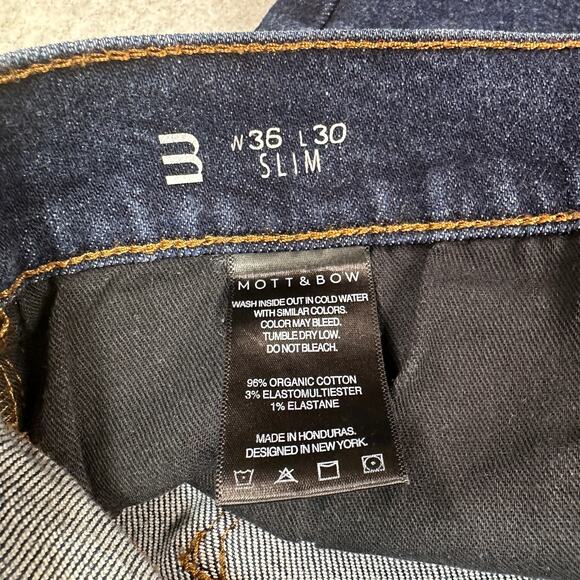 W36 L30
SLIM
MOTT & BOW
WASH INSIDE OUT IN COLD WATER
WITH SIMILAR COLORS.
COLOR MAY BLEED.
TUMBLE DRY LOW.
DO NOT BLEACH.
96% ORGANIC COTTON
3% ELASTOMULTIESTER
1% ELASTANE
MADE IN HONDURAS.
DESIGNED IN NEW YORK.